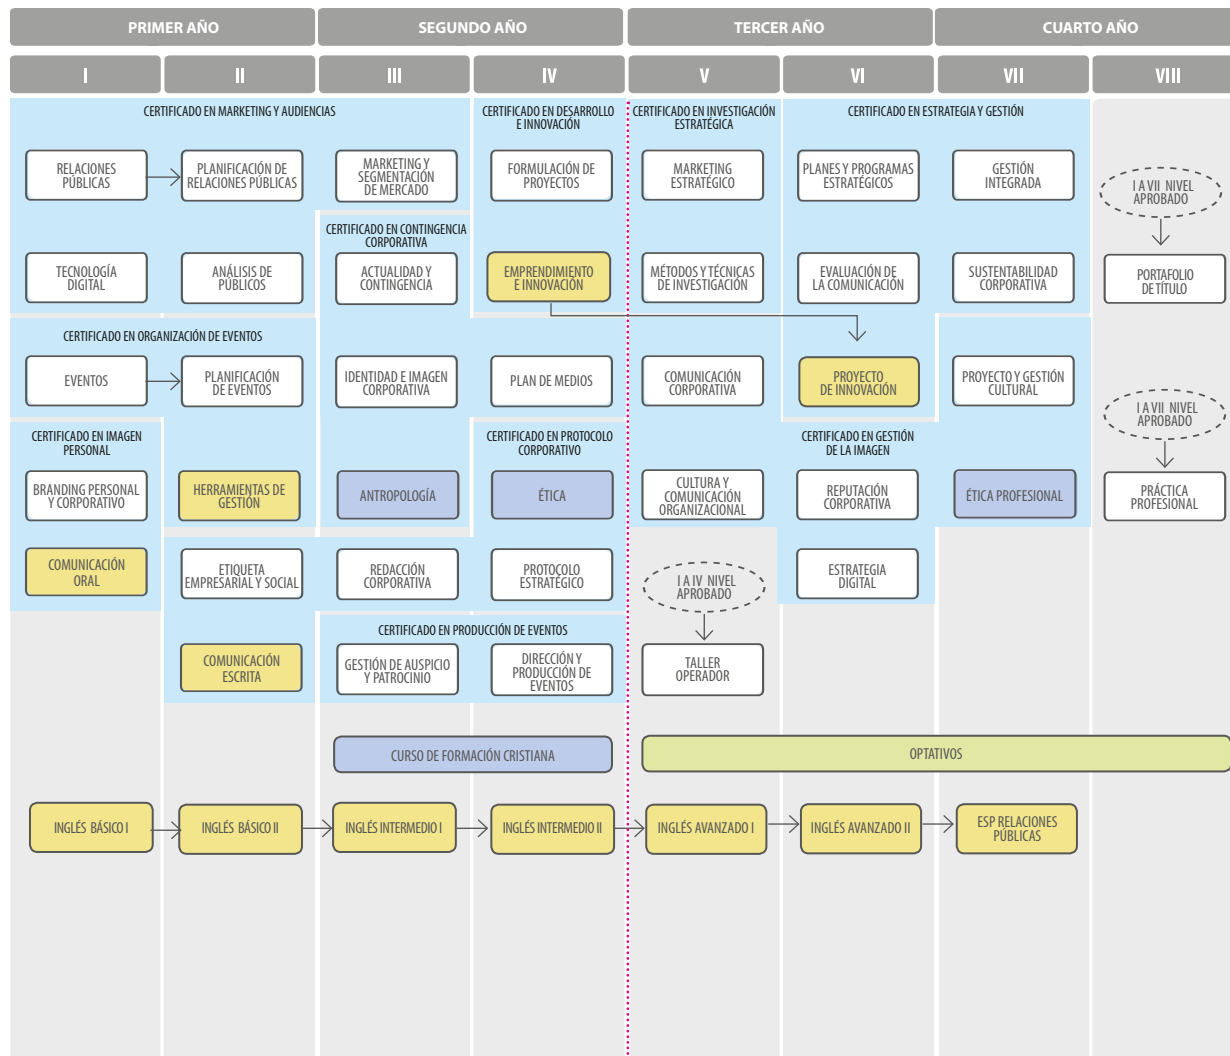 PRIMER AÑO
SEGUNDO AÑO
TERCER AÑO
CUARTO AÑO
I
II
III
IV
V
VI
VII
VIII
CERTIFICADO EN MARKETING Y AUDIENCIAS
CERTIFICADO EN DESARROLLO
E INNOVACIÓN
CERTIFICADO EN INVESTIGACIÓN
ESTRATÉGICA
CERTIFICADO EN ESTRATEGIA Y GESTIÓN
RELACIONES
PÚBLICAS
PLANIFICACIÓN DE
RELACIONES PÚBLICAS
MARKETING Y
SEGMENTACIÓN
DE MERCADO
FORMULACIÓN DE
PROYECTOS
MARKETING
ESTRATÉGICO
PLANES Y PROGRAMAS
ESTRATÉGICOS
GESTIÓN
INTEGRADA
I A VII NIVEL
APROBADO
CERTIFICADO EN CONTINGENCIA
CORPORATIVA
TECNOLOGÍA
DIGITAL
ANÁLISIS DE
PÚBLICOS
ACTUALIDAD Y
CONTINGENCIA
EMPRENDIMIENTO
E INNOVACIÓN
MÉTODOS Y TÉCNICAS
DE INVESTIGACIÓN
EVALUACIÓN DE
LA COMUNICACIÓN
SUSTENTABILIDAD
CORPORATIVA
PORTAFOLIO
DE TÍTULO
CERTIFICADO EN ORGANIZACIÓN DE EVENTOS
EVENTOS
PLANIFICACIÓN
DE EVENTOS
IDENTIDAD E IMAGEN
CORPORATIVA
PLAN DE MEDIOS
COMUNICACIÓN
CORPORATIVA
PROYECTO
DE INNOVACIÓN
PROYECTO Y GESTIÓN
CULTURAL
I A VII NIVEL
APROBADO
CERTIFICADO EN IMAGEN
PERSONAL
CERTIFICADO EN PROTOCOLO
CORPORATIVO
CERTIFICADO EN GESTIÓN
DE LA IMAGEN
BRANDING PERSONAL
Y CORPORATIVO
HERRAMIENTAS DE
GESTIÓN
ANTROPOLOGÍA
ÉTICA
CULTURA Y
COMUNICACIÓN
ORGANIZACIONAL
REPUTACIÓN
CORPORATIVA
ÉTICA PROFESIONAL
PRÁCTICA
PROFESIONAL
COMUNICACIÓN
ORAL
ETIQUETA
EMPRESARIAL Y SOCIAL
REDACCIÓN
CORPORATIVA
PROTOCOLO
ESTRATÉGICO
I A IV NIVEL
APROBADO
ESTRATEGIA
DIGITAL
CERTIFICADO EN PRODUCCIÓN DE EVENTOS
COMUNICACIÓN
ESCRITA
GESTIÓN DE AUSPICIO
Y PATROCINIO
DIRECCIÓN Y
PRODUCCIÓN DE
EVENTOS
TALLER
OPERADOR
CURSO DE FORMACIÓN CRISTIANA
OPTATIVOS
INGLÉS BÁSICO I
INGLÉS BÁSICO II
INGLÉS INTERMEDIO I
INGLÉS INTERMEDIO II
INGLÉS AVANZADO I
INGLÉS AVANZADO II
ESP RELACIONES
PÚBLICAS